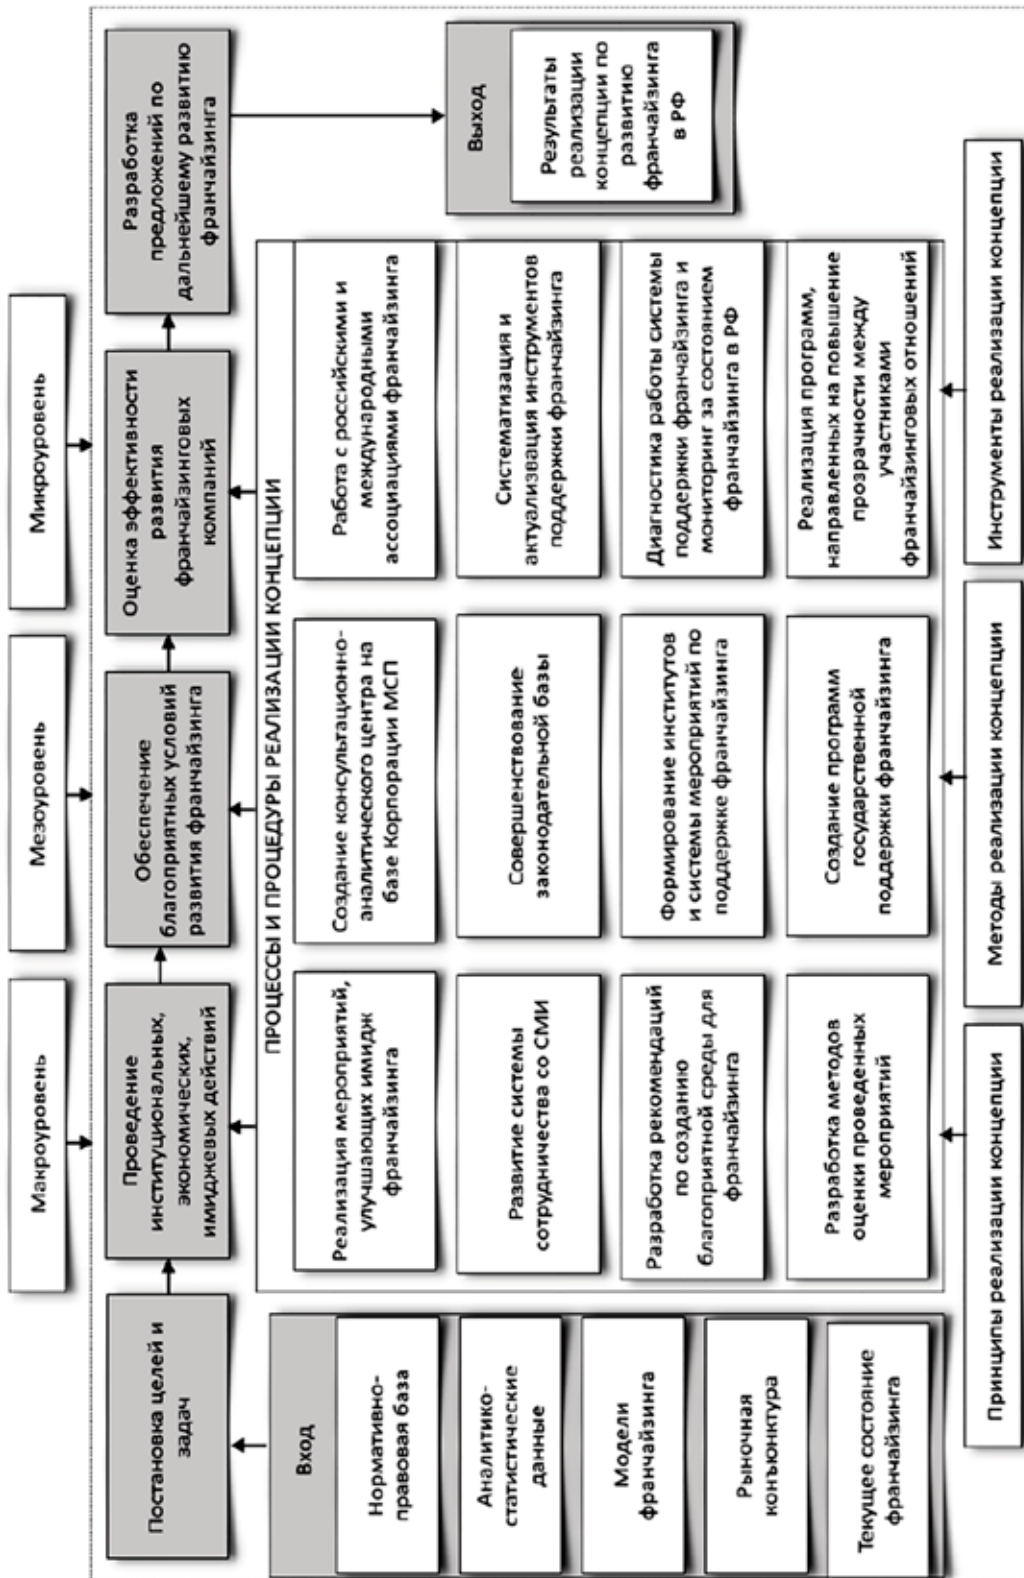 Макроуровень
Мезоуровень
Микроуровень
Постановка целей и
задач
Проведение
институциональных,
экономических,
имиджевых действий
Обеспечение
благоприятных условий
развития франчайзинга
Оценка эффективности
развития
франчайзинговых
компаний
Разработка
предложений по
дальнейшему развитию
франчайзинга
Вход
Нормативно-
правовая база
Аналитико-
статистические
данные
Модели
франчайзинга
Рыночная
конъюнктура
Текущее состояние
франчайзинга
ПРОЦЕССЫ И ПРОЦЕДУРЫ РЕАЛИЗАЦИИ КОНЦЕПЦИИ
Реализация мероприятий,
улучшающих имидж
франчайзинга
Создание консультационно-
аналитического центра на
базе Корпорации МСП
Работа с российскими и
международными
ассоциациями франчайзинга
Развитие системы
сотрудничества со СМИ
Совершенствование
законодательной базы
Систематизация и
актуализация инструментов
поддержки франчайзинга
Разработка рекомендаций
по созданию
благоприятной среды для
франчайзинга
Формирование институтов
и системы мероприятий по
поддержке франчайзинга
Диагностика работы системы
поддержки франчайзинга и
мониторинг за состоянием
франчайзинга в РФ
Разработка методов
оценки проведенных
мероприятий
Создание программ
государственной
поддержки франчайзинга
Реализация программ,
направленных на повышение
прозрачности между
участниками
франчайзинговых отношений
Выход
Результаты
реализации
концепции по
развитию
франчайзинга
в РФ
Принципы реализации концепции
Методы реализации концепции
Инструменты реализации концепции